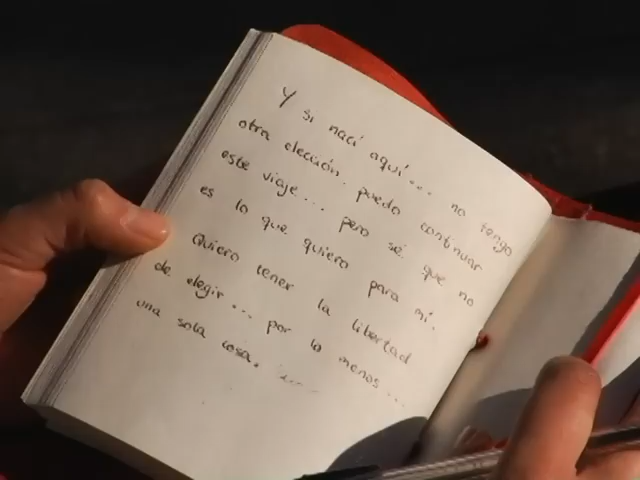 Y si nací aquí... no tengo
otra elección. puedo continuar
este viaje... pero sé que no
es lo que quiero para mí.
Quiero tener la libertad
de elegir... por lo menos...
una sola cosa.